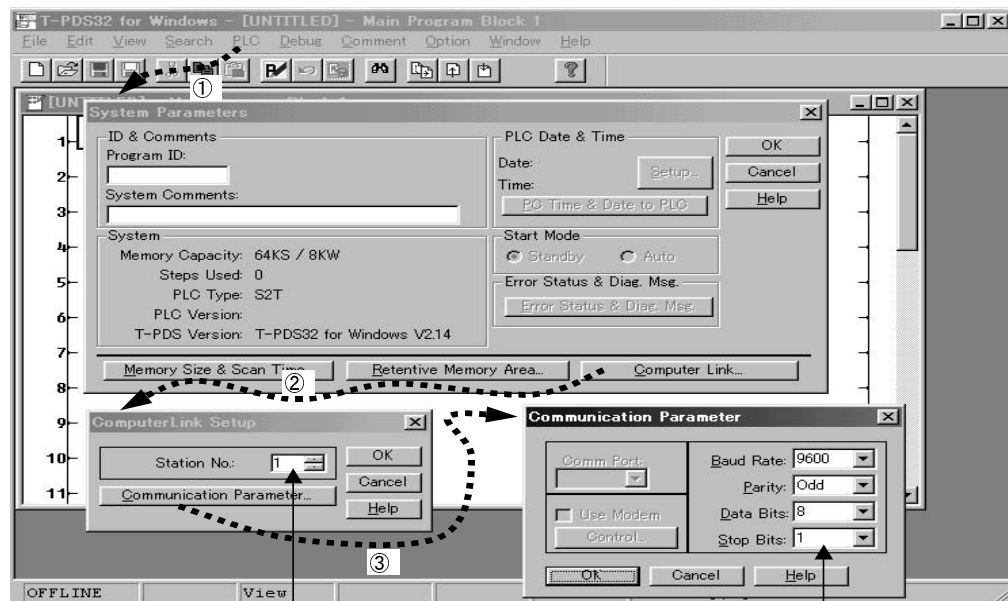 T-PDS32 for Windows - [UNTITLED] - Main Program Block 1
File Edit View Search PLC Debug Comment Option Window Help
①
[UNT
System Parameters
ID & Comments
Program ID:
System Comments:
PLC Date & Time
Date:
Time:
Setup...
PC Time & Date to PLC
OK
Cancel
Help
System
Memory Capacity: 64KS / 8KW
Steps Used: 0
PLC Type: S2T
PLC Version:
T-PDS Version: T-PDS32 for Windows V2.14
Start Mode
Standby Auto
Error Status & Diag. Msg.
Error Status & Diag. Msg.
Memory Size & Scan Time... Retentive Memory Area... Computer Link...
②
1
2
3
4
5
6
7
8
9
10
11
ComputerLink Setup
Station No.: 1
Communication Parameter...
OK
Cancel
Help
③
Communication Parameter
Comm Port:
Use Modem
Control...
Baud Rate: 9600
Parity: Odd
Data Bits: 8
Stop Bits: 1
OK Cancel Help
OFFLINE View